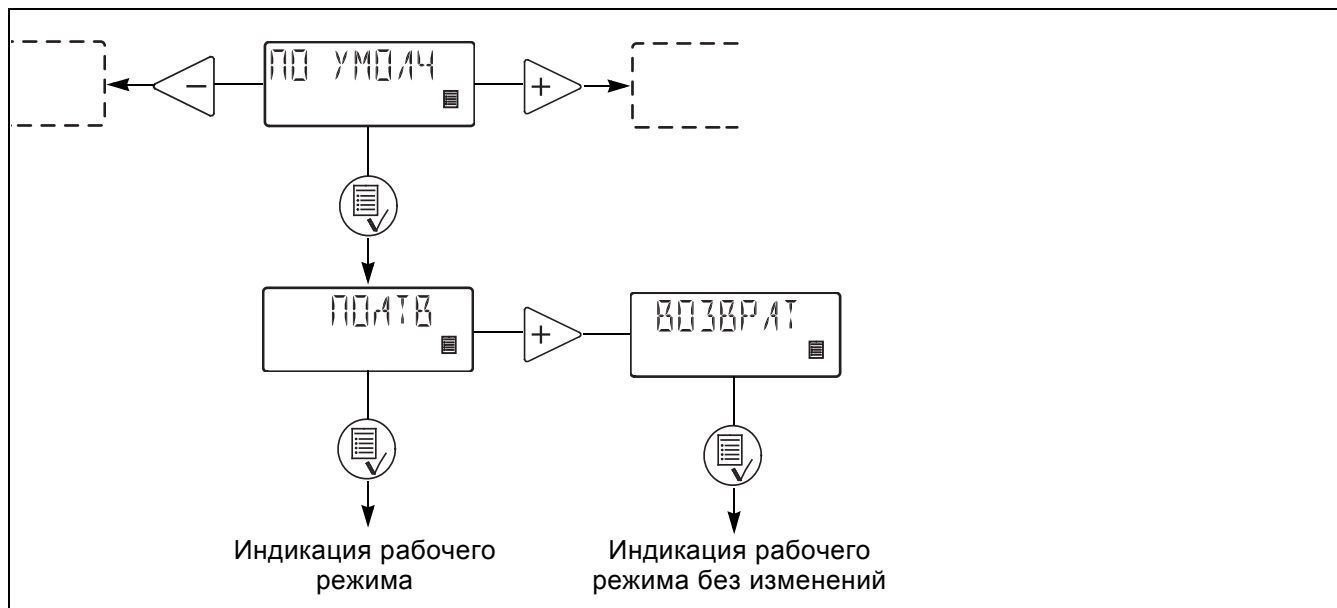 ПО УМОЛЧ
−
+
ПОДТВ
+
ВОЗВРАТ
Индикация рабочего
режима
Индикация рабочего
режима без изменений